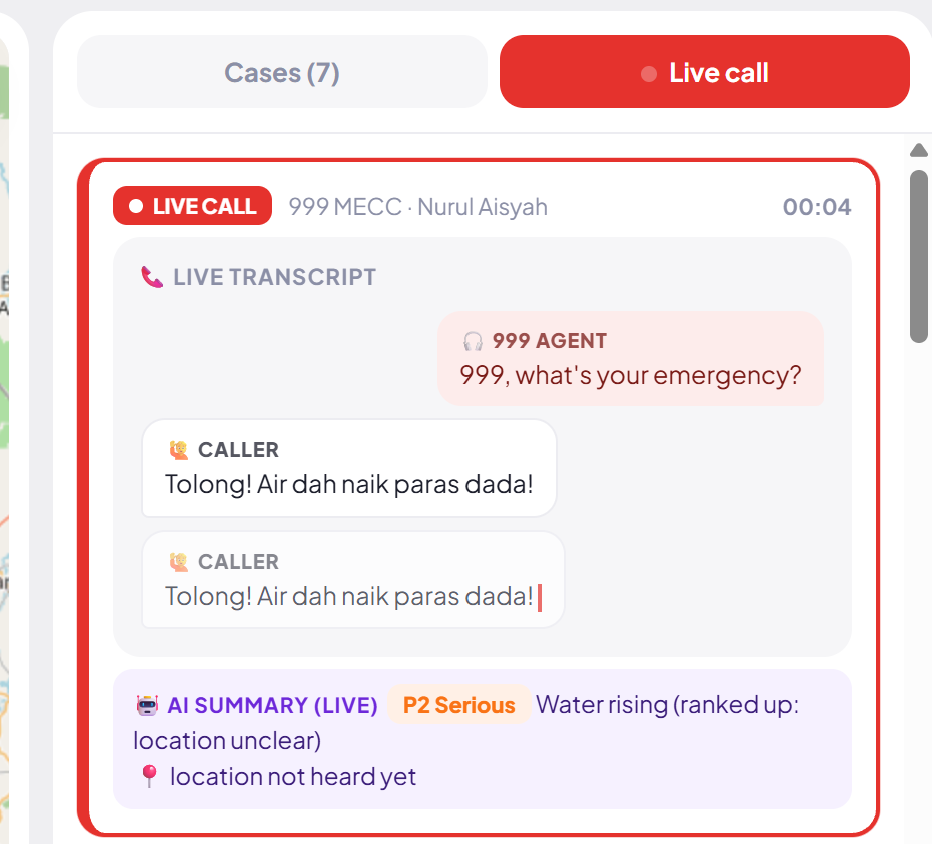 Cases (7)
Live call
LIVE CALL 999 MECC · Nurul Aisyah 00:04
LIVE TRANSCRIPT
999 AGENT
999, what's your emergency?
CALLER
Tolong! Air dah naik paras dada!
CALLER
Tolong! Air dah naik paras dada!
AI SUMMARY (LIVE) P2 Serious Water rising (ranked up:
location unclear)
location not heard yet